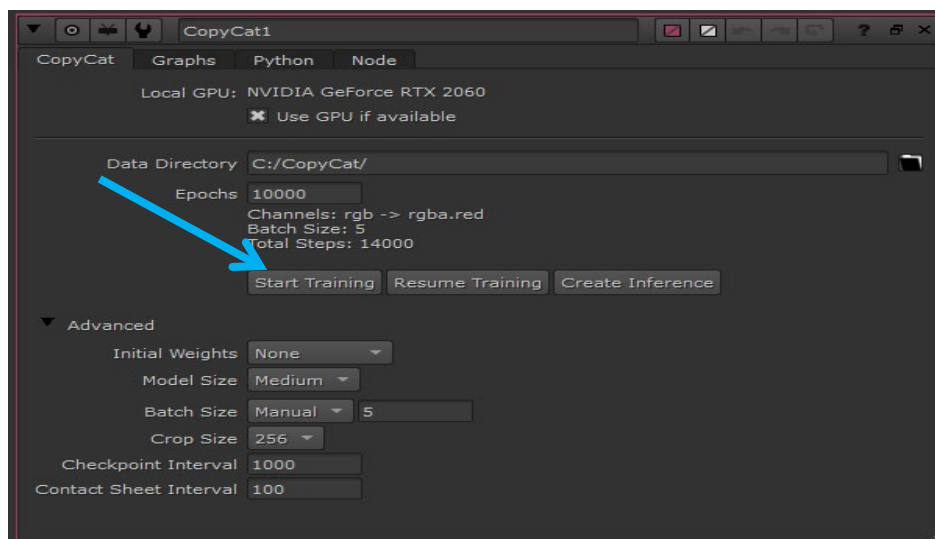 CopyCat1 ?
CopyCat Graphs Python Node
Local GPU: NVIDIA GeForce RTX 2060
Use GPU if available
Data Directory C:/CopyCat/
Epochs 10000
Channels: rgb -> rgba.red
Batch Size: 5
Total Steps: 14000
Start Training Resume Training Create Inference
Advanced
Initial Weights None
Model Size Medium
Batch Size Manual 5
Crop Size 256
Checkpoint Interval 1000
Contact Sheet Interval 100